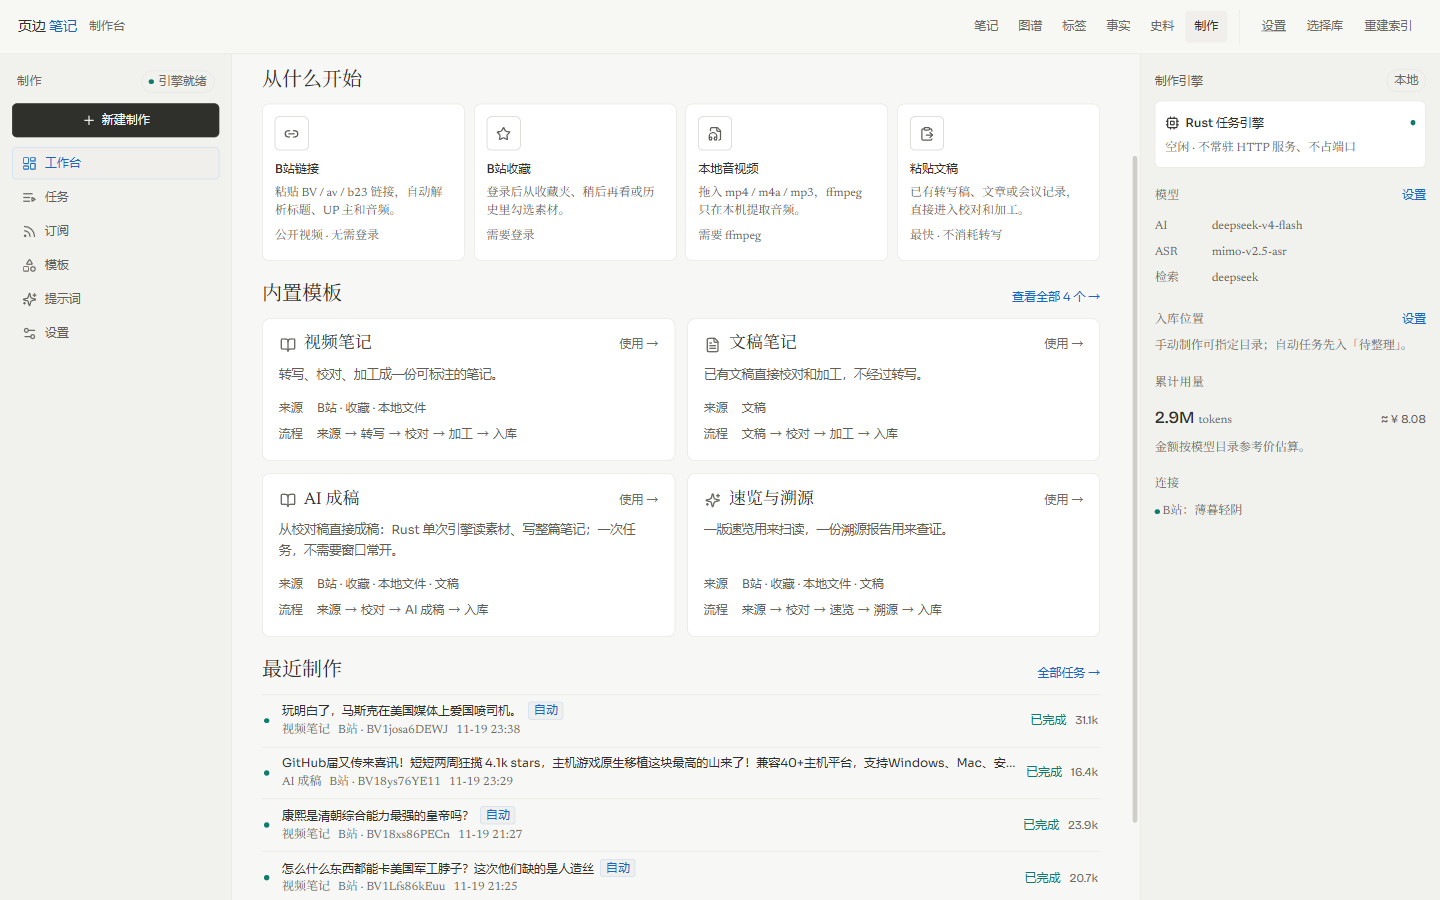 页边 笔记 制作台
笔记 图谱 标签 事实 史料 制作 设置 选择库 重建索引
制作 引擎就绪
+ 新建制作
工作台
任务
订阅
模板
提示词
设置
从什么开始
B站链接
粘贴 BV / av / b23 链接，自动解
析标题、UP 主和音频。
公开视频 · 无需登录
B站收藏
登录后从收藏夹、稍后再看或历
史里勾选素材。
需要登录
本地音视频
拖入 mp4 / m4a / mp3，ffmpeg
只在本机提取音频。
需要 ffmpeg
粘贴文稿
已有转写稿、文章或会议记录，
直接进入校对和加工。
最快 · 不消耗转写
内置模板 查看全部 4 个 →
视频笔记 使用 →
转写、校对、加工成一份可标注的笔记。
来源 B站 · 收藏 · 本地文件
流程 来源 → 转写 → 校对 → 加工 → 入库
文稿笔记 使用 →
已有文稿直接校对和加工，不经过转写。
来源 文稿
流程 文稿 → 校对 → 加工 → 入库
AI 成稿 使用 →
从校对稿直接成稿：Rust 单次引擎读素材、写整篇笔记；一次任
务，不需要窗口常开。
来源 B站 · 收藏 · 本地文件 · 文稿
流程 来源 → 校对 → AI 成稿 → 入库
速览与溯源 使用 →
一版速览用来扫读，一份溯源报告用来查证。
来源 B站 · 收藏 · 本地文件 · 文稿
流程 来源 → 校对 → 速览 → 溯源 → 入库
最近制作 全部任务 →
玩明白了，马斯克在美国媒体上爱国唝司机。 自动
视频笔记 B站 · BV1josa6DEWJ 11-19 23:38
已完成 31.1k
GitHub届又传来喜讯！短短两周狂揽 4.1k stars，主机游戏原生移植这块最高的山来了！兼容40+主机平台，支持Windows、Mac、安...
AI 成稿 B站 · BV18ys76YE11 11-19 23:29
已完成 16.4k
康熙是清朝综合能力最强的皇帝吗？ 自动
视频笔记 B站 · BV18xs86PECn 11-19 21:27
已完成 23.9k
怎么什么东西都能卡美国军工脖子？这次他们缺的是人造丝 自动
视频笔记 B站 · BV1Lfs86kEuu 11-19 21:25
已完成 20.7k
制作引擎 本地
Rust 任务引擎
空闲 · 不常驻 HTTP 服务、不占端口
模型 设置
AI deepseek-v4-flash
ASR mimo-v2.5-asr
检索 deepseek
入库位置 设置
手动制作可指定目录；自动任务先入「待整理」。
累计用量
2.9M tokens ≈ ¥ 8.08
金额按模型目录参考价估算。
连接
B站：薄暮轻阴